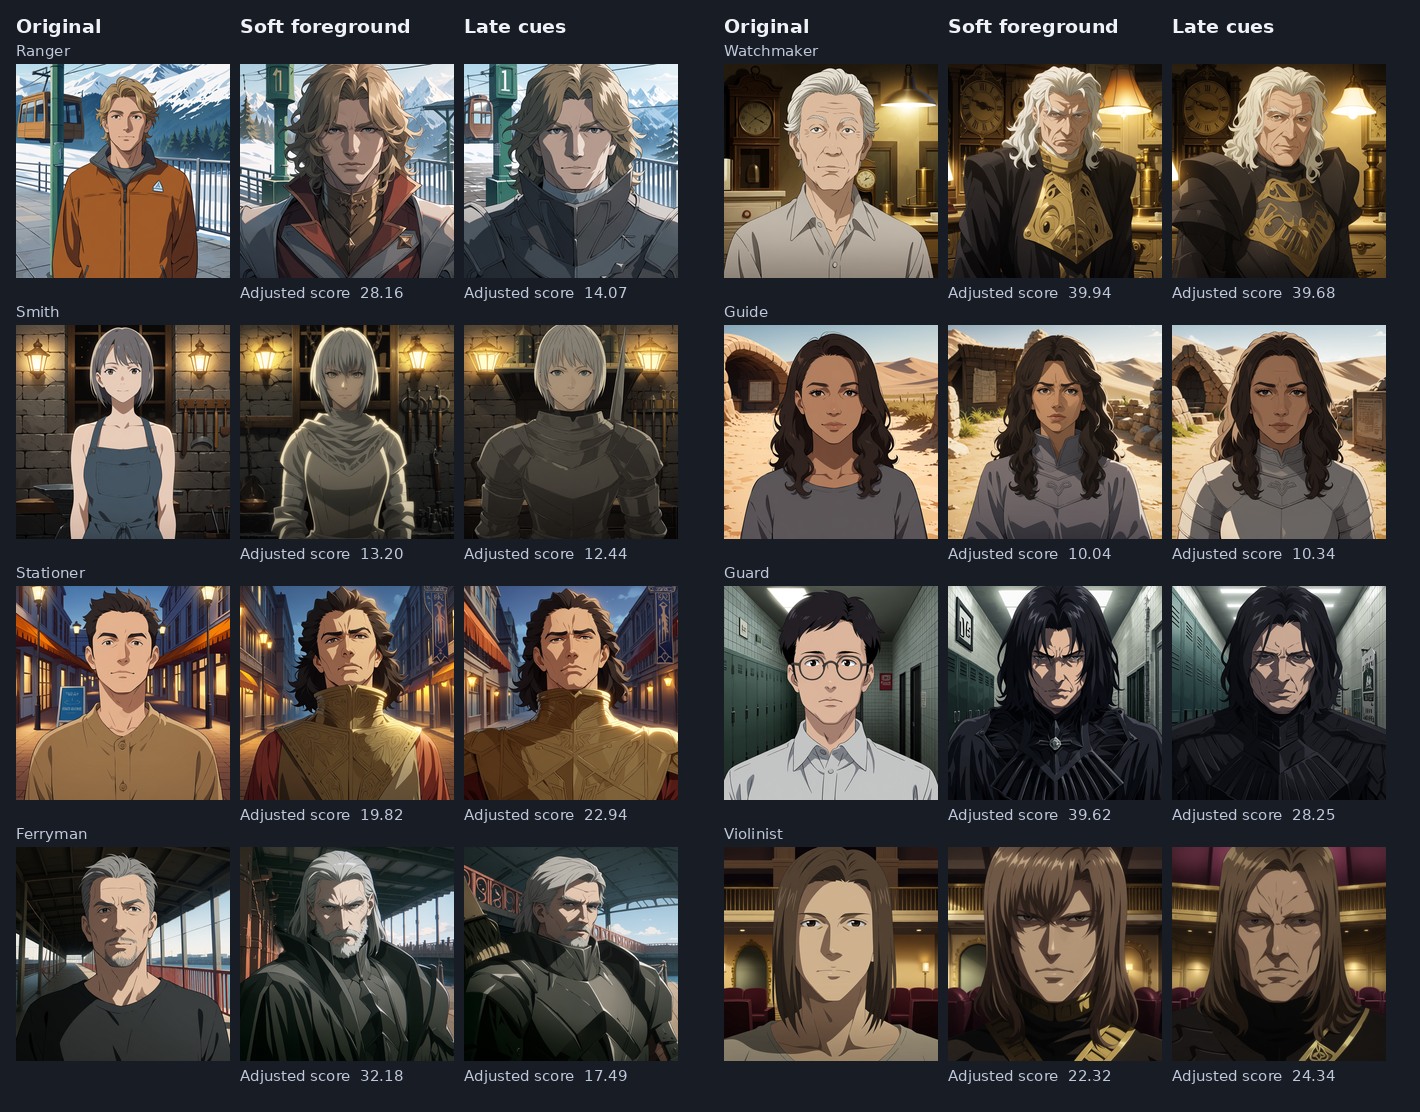 Original Soft foreground Late cues
Ranger
1 1
Adjusted score 28.16 Adjusted score 14.07
Smith
Adjusted score 13.20 Adjusted score 12.44
Stationer
Adjusted score 19.82 Adjusted score 22.94
Ferryman
Adjusted score 32.18 Adjusted score 17.49
Original Soft foreground Late cues
Watchmaker
Adjusted score 39.94 Adjusted score 39.68
Guide
Adjusted score 10.04 Adjusted score 10.34
Guard
Adjusted score 39.62 Adjusted score 28.25
Violinist
Adjusted score 22.32 Adjusted score 24.34